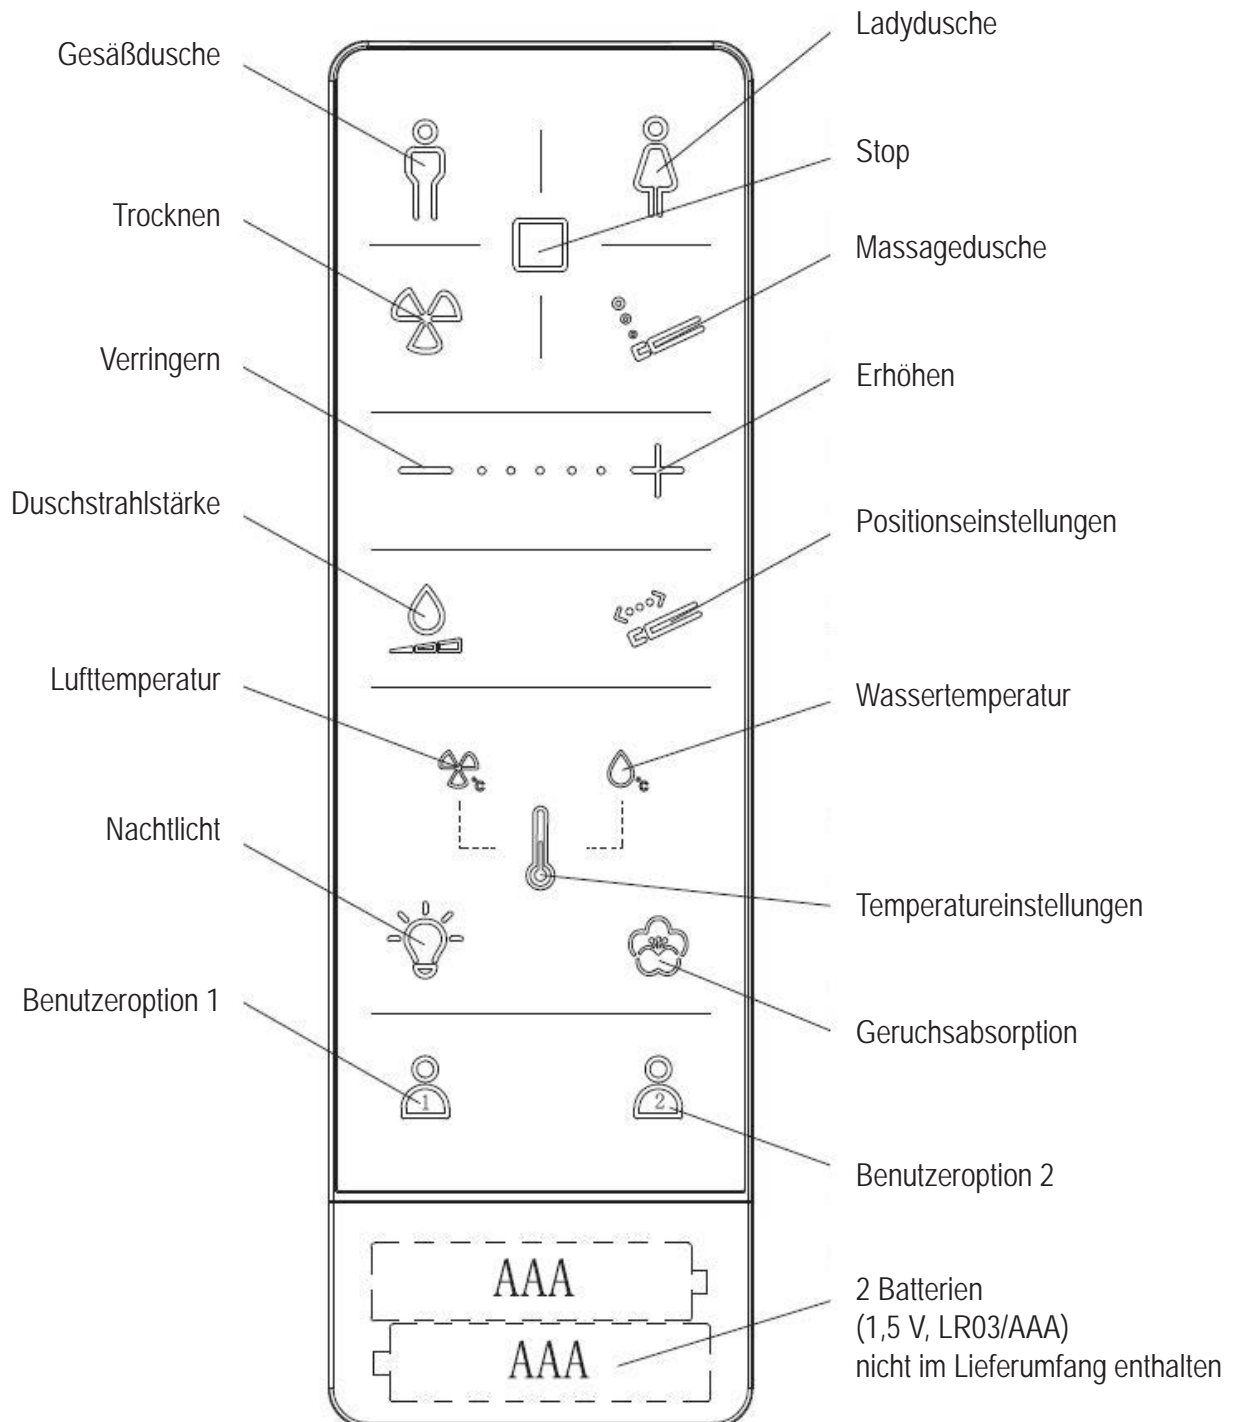 Ladydusche
Gesäßdusche
Stop
Trocknen
Massagedusche
Verringern
Erhöhen
Duschstrahlstärke
Positionseinstellungen
Lufttemperatur
Wassertemperatur
°C
°C
Nachtlicht
Temperatureinstellungen
Benutzeroption 1
Geruchsabsorption
1
2
Benutzeroption 2
AAA
2 Batterien
(1,5 V, LR03/AAA)
AAA
nicht im Lieferumfang enthalten